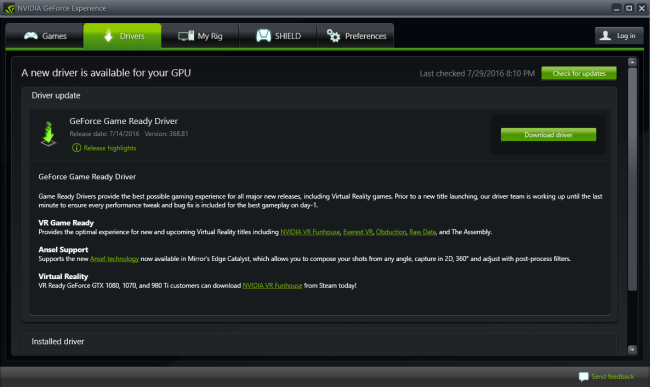 NVIDIA GeForce Experience
Games Drivers My Rig SHIELD Preferences Log in
A new driver is available for your GPU Last checked 7/29/2016 8:10 PM Check for updates
Driver update
GeForce Game Ready Driver
Release date: 7/14/2016 Version: 368.81 Download driver
Release highlights
GeForce Game Ready Driver
Game Ready Drivers provide the best possible gaming experience for all major new releases, including Virtual Reality games. Prior to a new title launching, our driver team is working up until the last
minute to ensure every performance tweak and bug fix is included for the best gameplay on day-1.
VR Game Ready
Provides the optimal experience for new and upcoming Virtual Reality titles including NVIDIA VR Funhouse, Everest VR, Obduction, Raw Data, and The Assembly.
Ansel Support
Supports the new Ansel technology now available in Mirror's Edge Catalyst, which allows you to compose your shots from any angle, capture in 2D, 360° and adjust with post-process filters.
Virtual Reality
VR Ready GeForce GTX 1080, 1070, and 980 Ti customers can download NVIDIA VR Funhouse from Steam today!
Installed driver
Send feedback